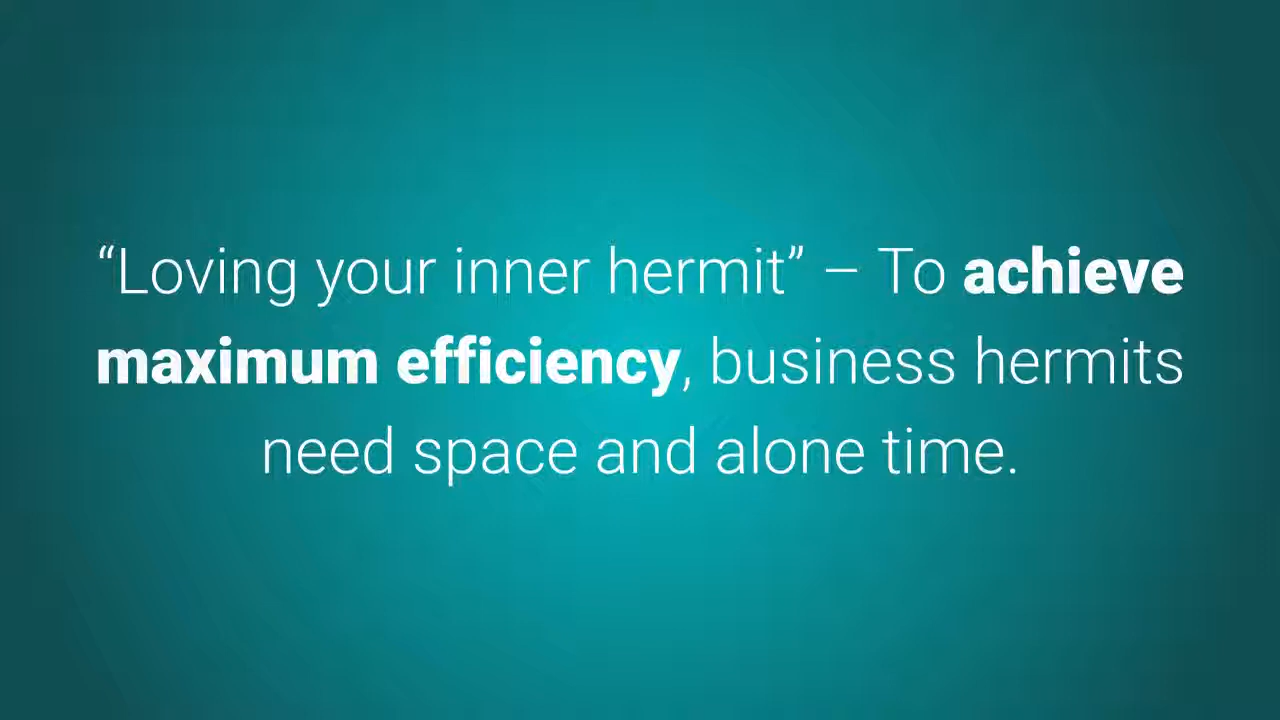 “Loving your inner hermit” – To achieve
maximum efficiency, business hermits
need space and alone time.